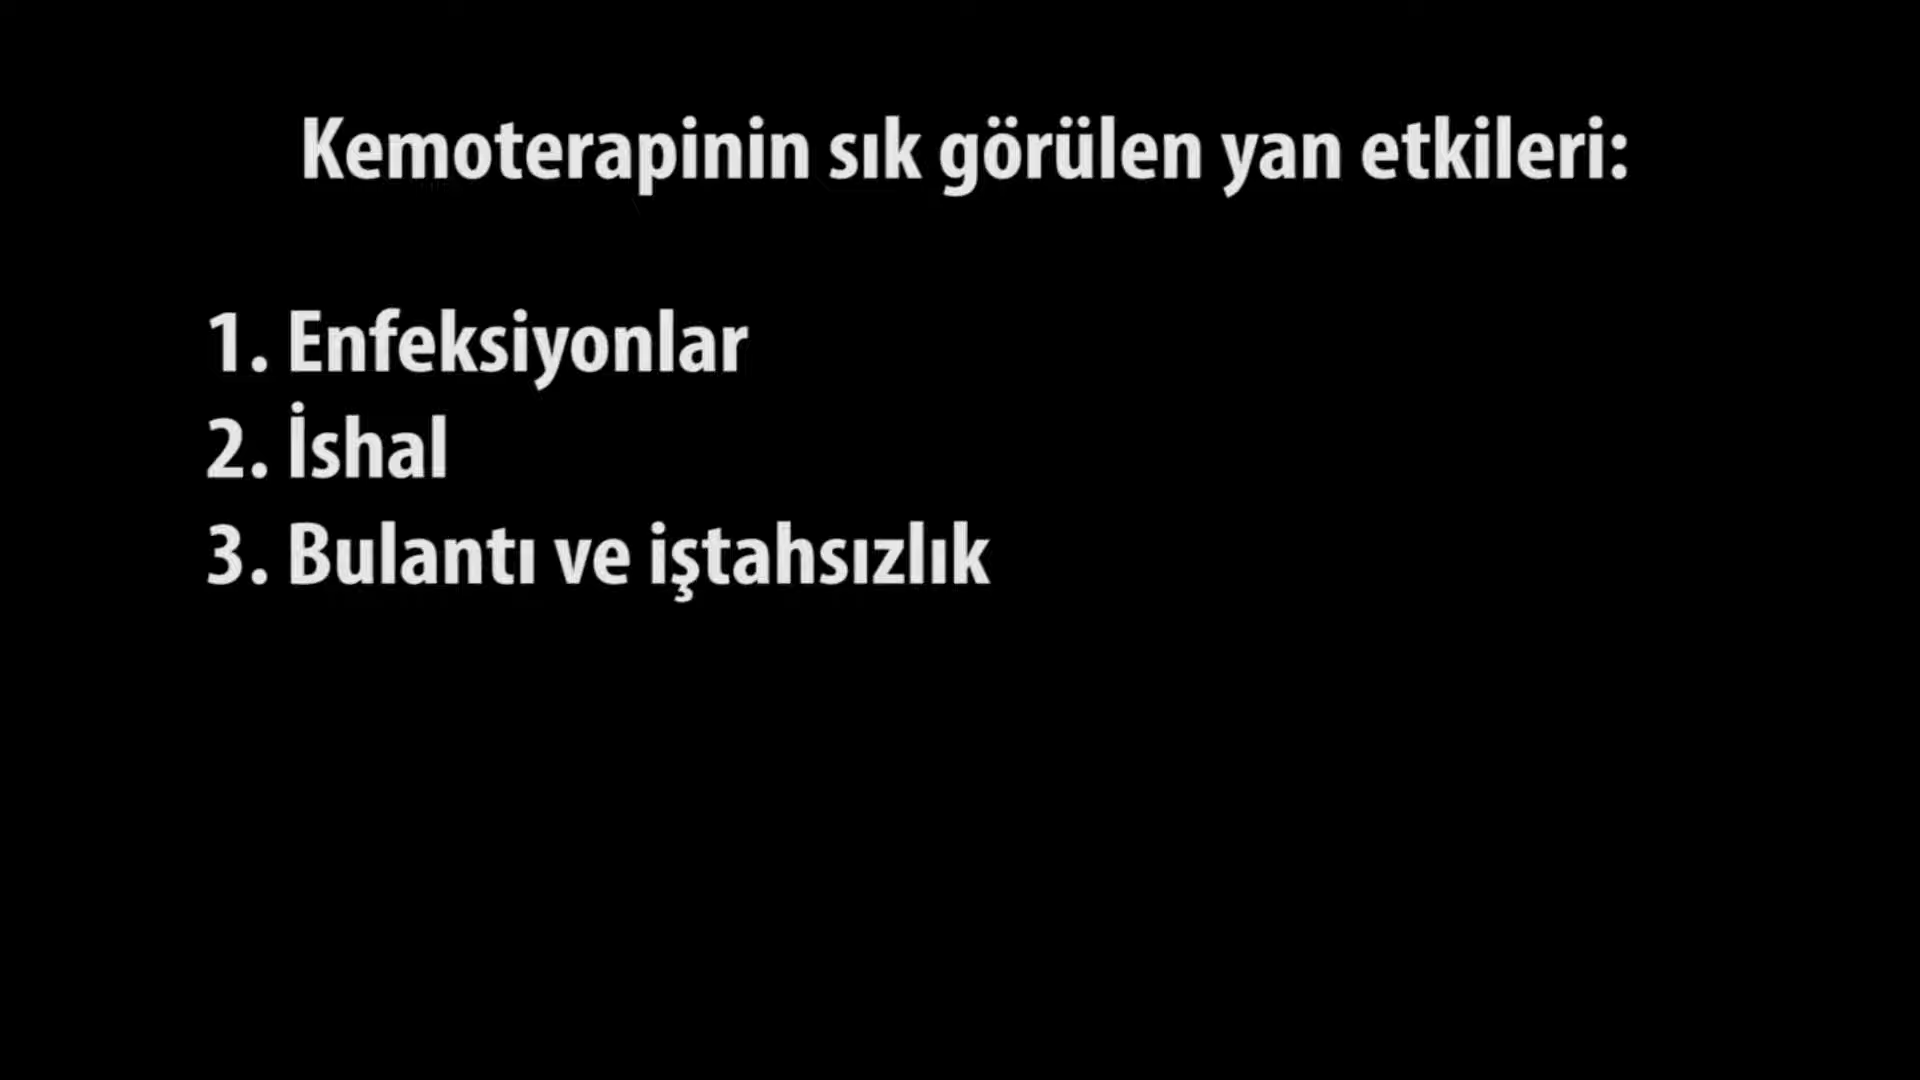 Kemoterapinin sık görülen yan etkileri:
1. Enfeksiyonlar
2. İshal
3. Bulantı ve iştahsızlık